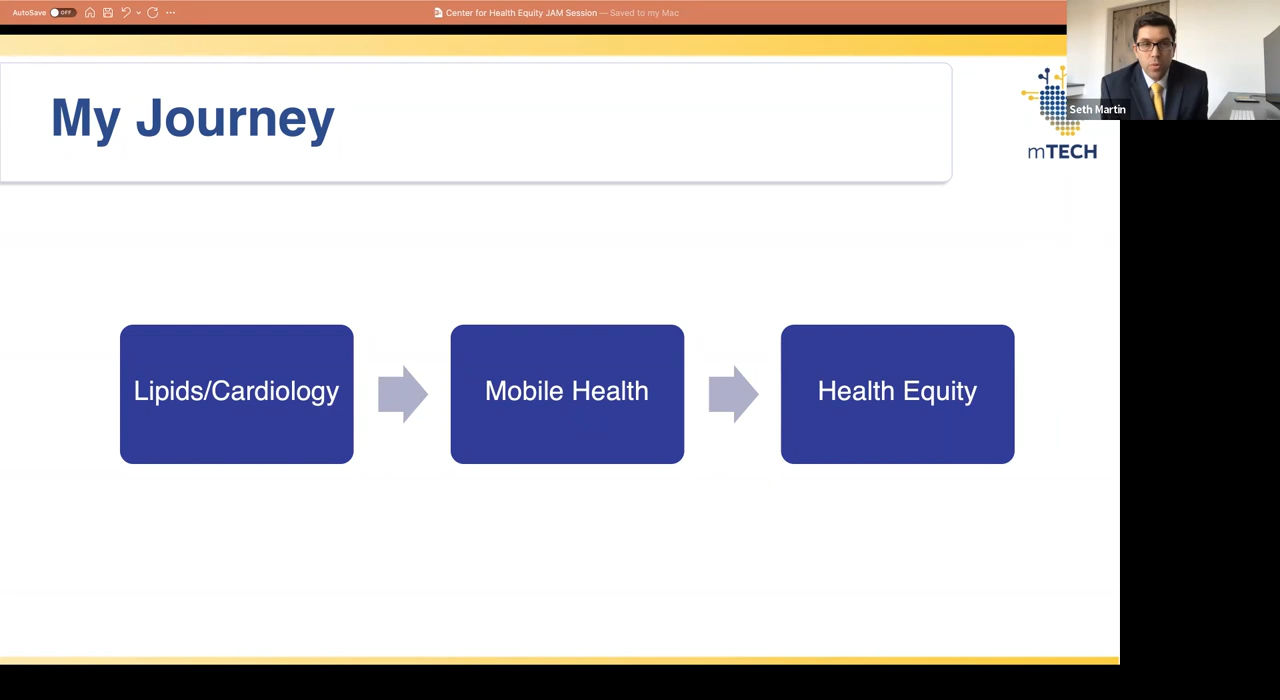 AutoSave OFF
Center for Health Equity JAM Session — Saved to my Mac
Seth Martin
My Journey
mTECH
Lipids/Cardiology
Mobile Health
Health Equity